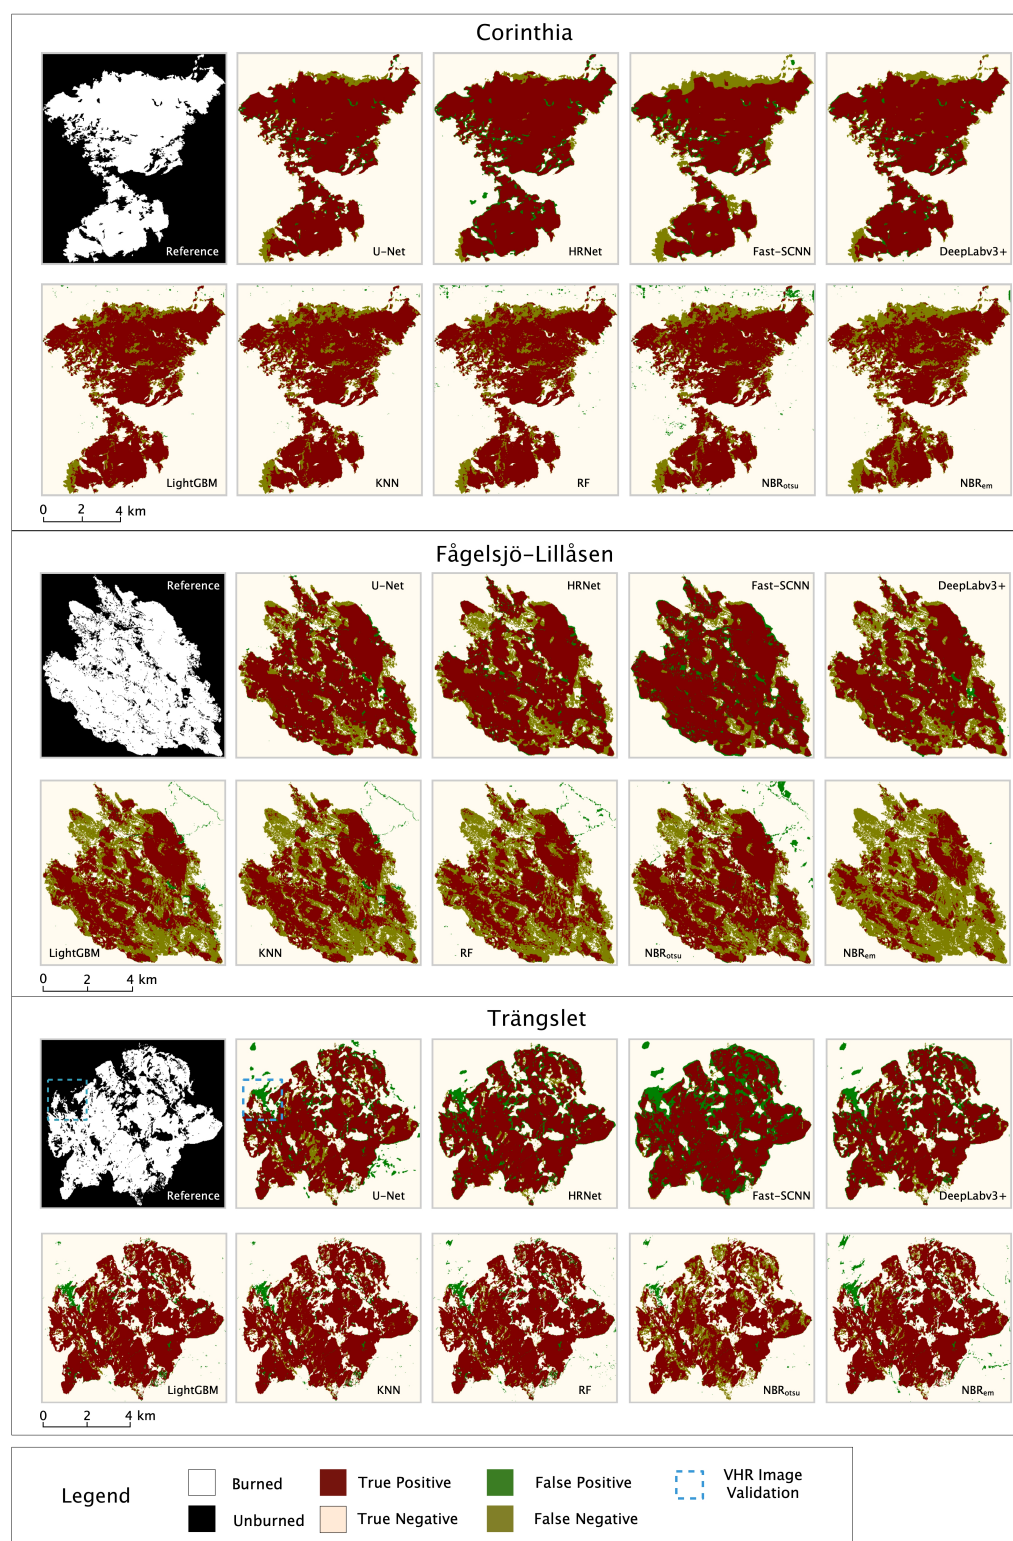 Corinthia
Reference
U-Net
HRNet
Fast-SCNN
DeepLabv3+
LightGBM
KNN
RF
NBRotsu
NBRem
0 2 4 km
Fågelsjö-Lillåsen
Reference
U-Net
HRNet
Fast-SCNN
DeepLabv3+
LightGBM
KNN
RF
NBRotsu
NBRem
0 2 4 km
Trängslet
Reference
U-Net
HRNet
Fast-SCNN
DeepLabv3+
LightGBM
KNN
RF
NBRotsu
NBRem
0 2 4 km
Legend
Burned
True Positive
False Positive
VHR Image
Validation
Unburned
True Negative
False Negative